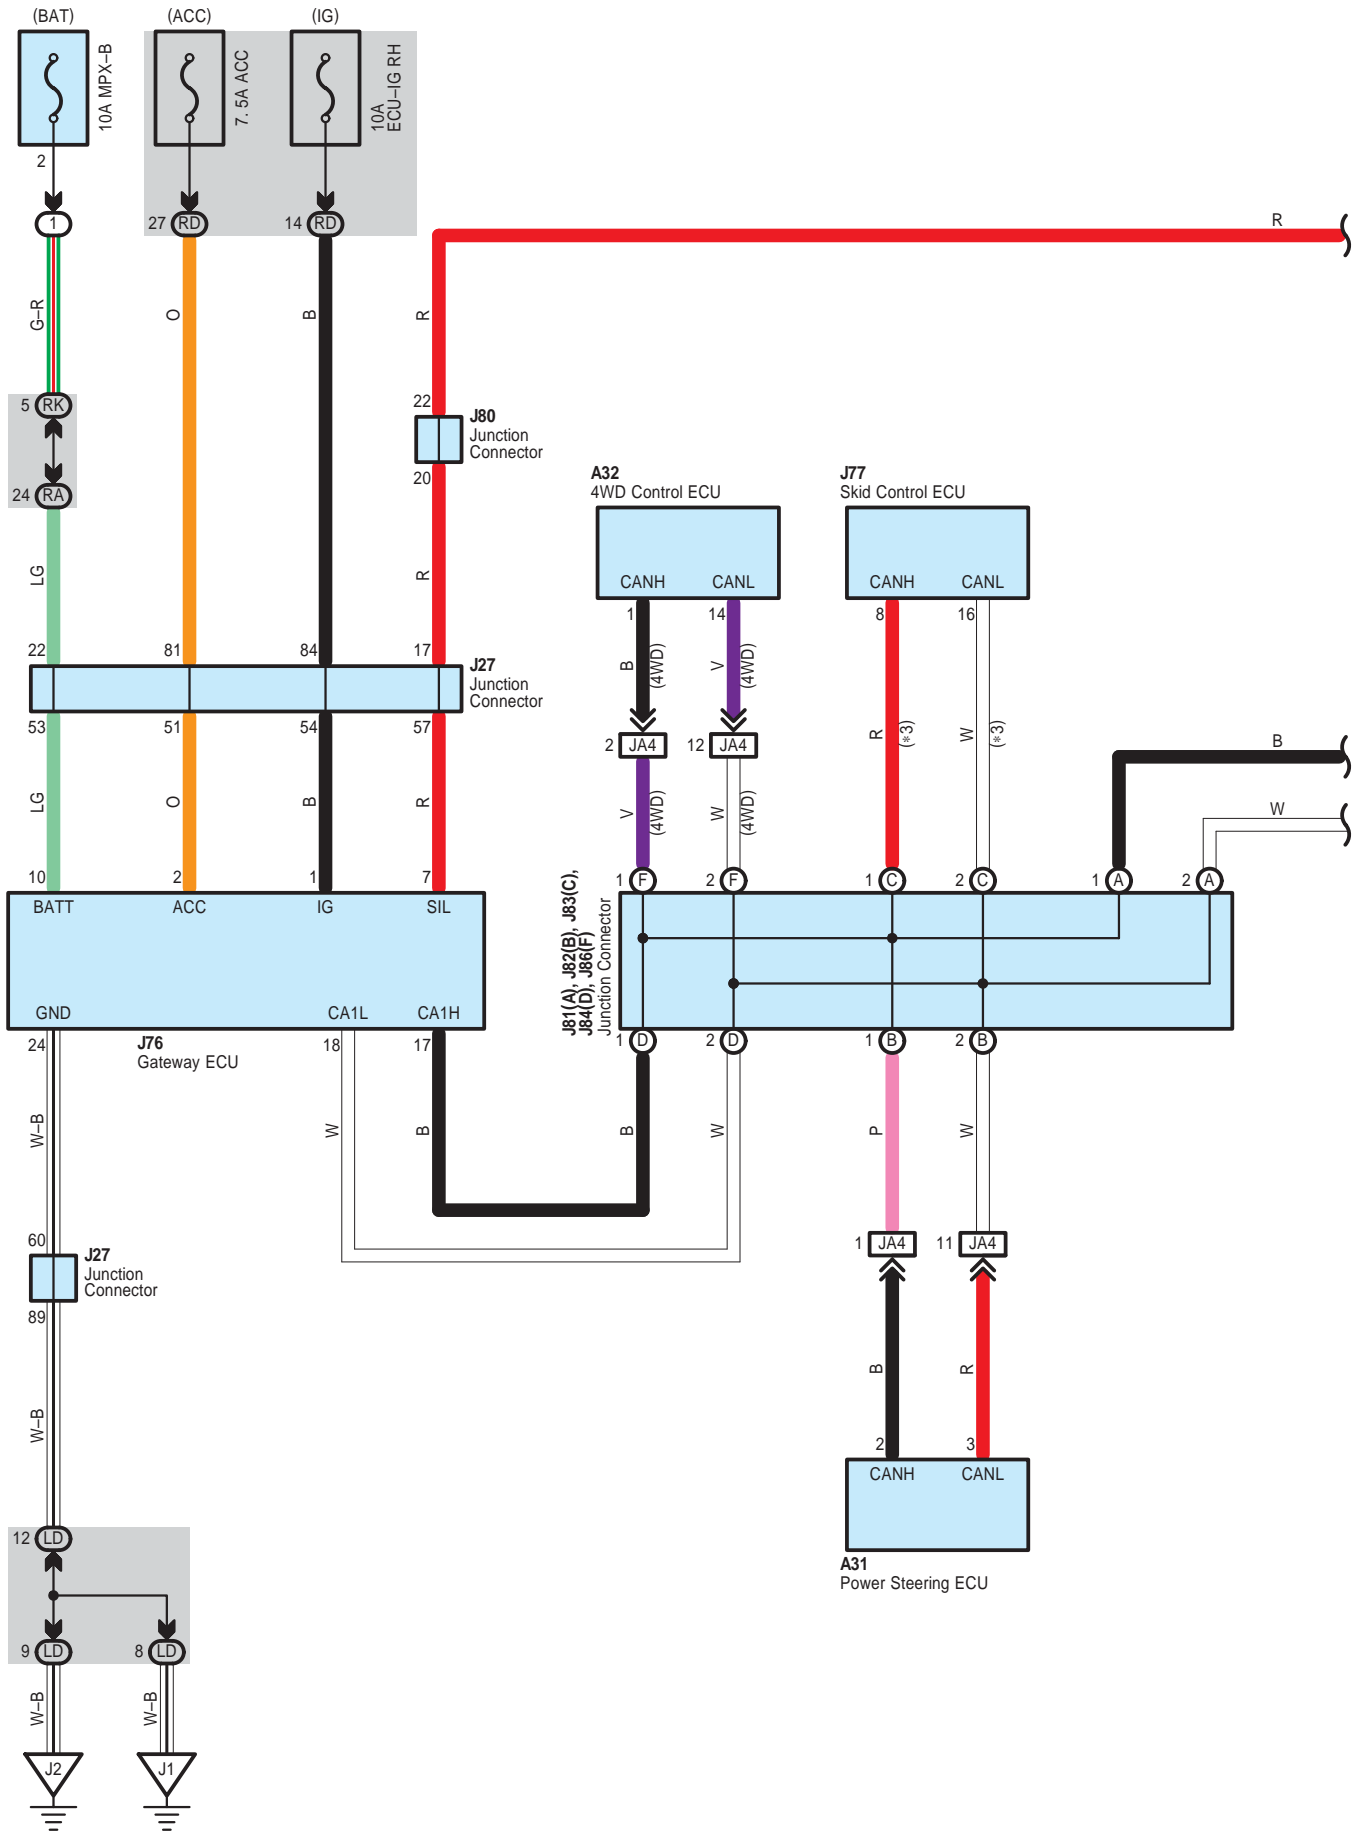 (BAT)
(ACC)
(IG)
10A MPX–B
7. 5A ACC
10A
ECU–IG RH
2
1
27 RD
14 RD
R
G–R
O
B
R
5 RK
22
J80
Junction
Connector
20
24 RA
A32
4WD Control ECU
J77
Skid Control ECU
LG
R
CANH
CANL
CANH
CANL
1
14
8
16
B
(4WD)
V
(4WD)
22
81
84
17
J27
Junction
Connector
53
51
54
57
R
(*3)
W
(*3)
2 JA4
12 JA4
B
LG
O
B
R
V
(4WD)
W
(4WD)
W
10
2
1
7
1 F
2 F
1 C
2 C
1 A
2 A
BATT
ACC
IG
SIL
J81(A), J82(B), J83(C),
J84(D), J86(F)
Junction Connector
GND
CA1L
CA1H
24
J76
Gateway ECU
18
17
1 D
2 D
1 B
2 B
W–B
W
B
B
W
P
W
60
J27
Junction
Connector
89
1 JA4
11 JA4
W–B
B
R
2
3
CANH
CANL
A31
Power Steering ECU
12 LD
9 LD
8 LD
W–B
W–B
J2
J1